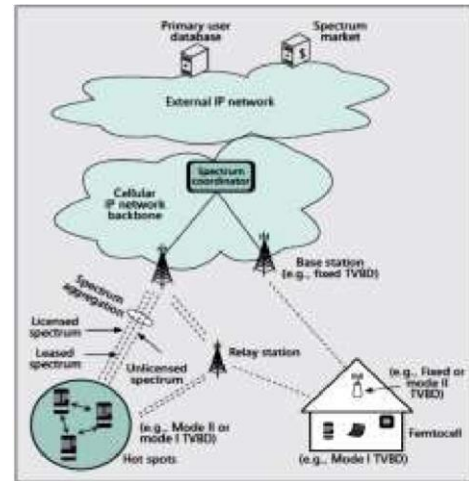 Primary user
database
Spectrum
market
$
External IP network
Spectrum
coordinator
Cellular
IP network
backbone
Base station
(e.g., fixed TVBD)
Spectrum
aggregation
Licensed
spectrum
Leased
spectrum
Unlicensed
spectrum
Relay station
(e.g., Mode II or
mode I TVBD)
Hot spots
(e.g., Fixed or
mode II
TVBD)
Femtocell
(e.g., Mode I TVBD)